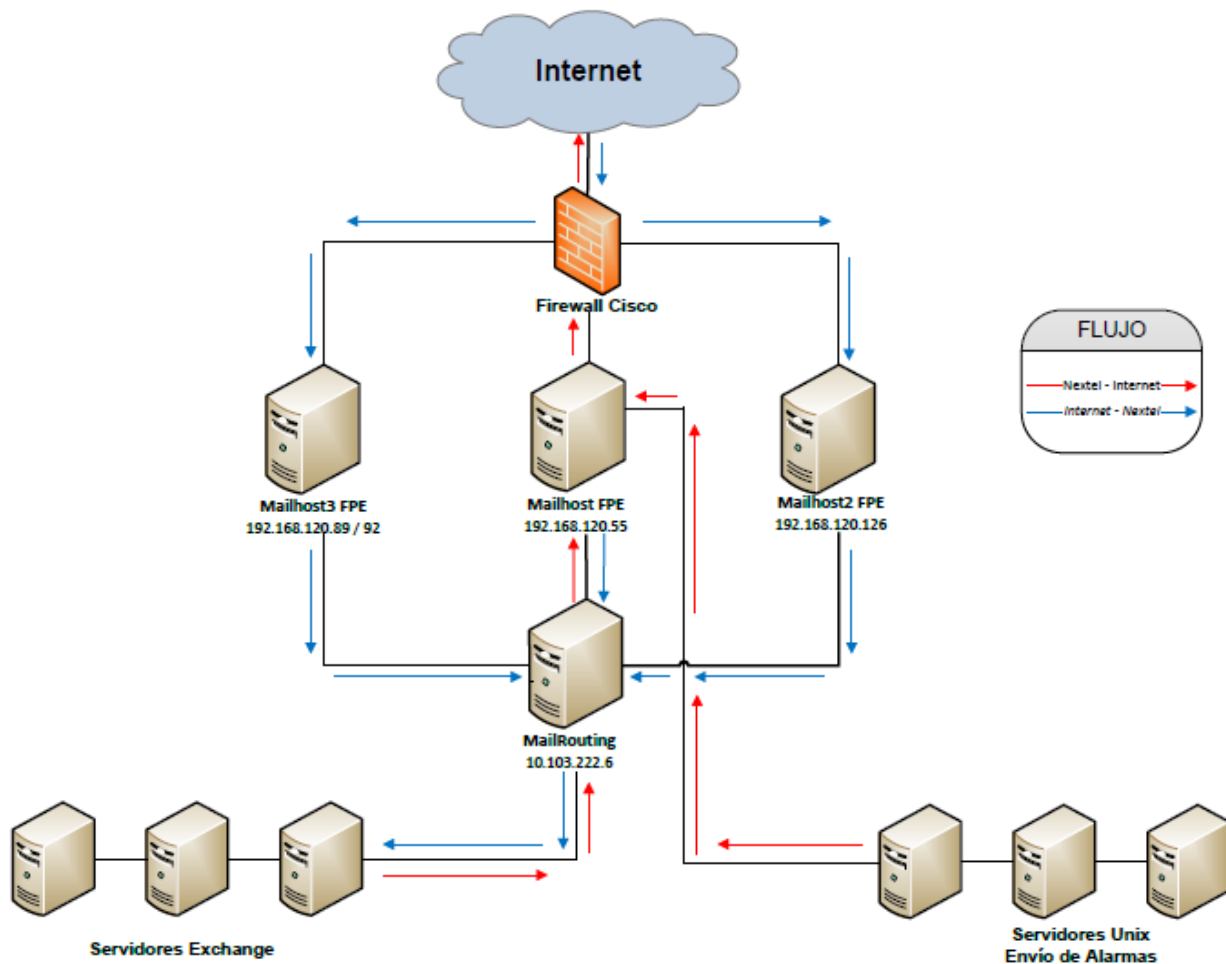 Internet
Firewall Cisco
FLUJO
Nextel - Internet
Internet - Nextel
Mailhost3 FPE
192.168.120.89 / 92
Mailhost FPE
192.168.120.55
Mailhost2 FPE
192.168.120.126
MailRouting
10.103.222.6
Servidores Exchange
Servidores Unix
Envío de Alarmas